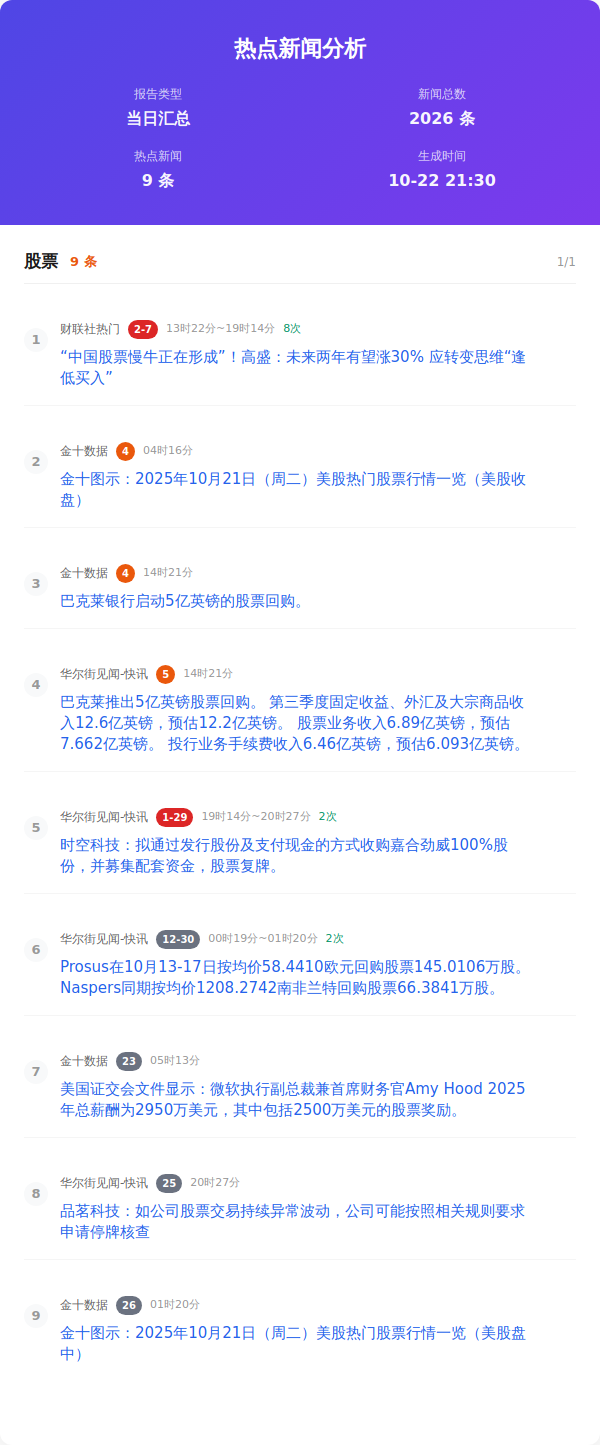 热点新闻分析
报告类型
新闻总数
当日汇总
2026 条
热点新闻
生成时间
9 条
10-22 21:30
股票 9 条 1/1
1
财联社热门 2-7 13时22分~19时14分 8次
“中国股票慢牛正在形成”！高盛：未来两年有望涨30% 应转变思维“逢
低买入”
2
金十数据 4 04时16分
金十图示：2025年10月21日（周二）美股热门股票行情一览（美股收
盘）
3
金十数据 4 14时21分
巴克莱银行启动5亿英镑的股票回购。
4
华尔街见闻-快讯 5 14时21分
巴克莱推出5亿英镑股票回购。 第三季度固定收益、外汇及大宗商品收
入12.6亿英镑，预估12.2亿英镑。 股票业务收入6.89亿英镑，预估
7.662亿英镑。 投行业务手续费收入6.46亿英镑，预估6.093亿英镑。
5
华尔街见闻-快讯 1-29 19时14分~20时27分 2次
时空科技：拟通过发行股份及支付现金的方式收购嘉合劲威100%股
份，并募集配套资金，股票复牌。
6
华尔街见闻-快讯 12-30 00时19分~01时20分 2次
Prosus在10月13-17日按均价58.4410欧元回购股票145.0106万股。
Naspers同期按均价1208.2742南非兰特回购股票66.3841万股。
7
金十数据 23 05时13分
美国证交会文件显示：微软执行副总裁兼首席财务官Amy Hood 2025
年总薪酬为2950万美元，其中包括2500万美元的股票奖励。
8
华尔街见闻-快讯 25 20时27分
品茗科技：如公司股票交易持续异常波动，公司可能按照相关规则要求
申请停牌核查
9
金十数据 26 01时20分
金十图示：2025年10月21日（周二）美股热门股票行情一览（美股盘
中）